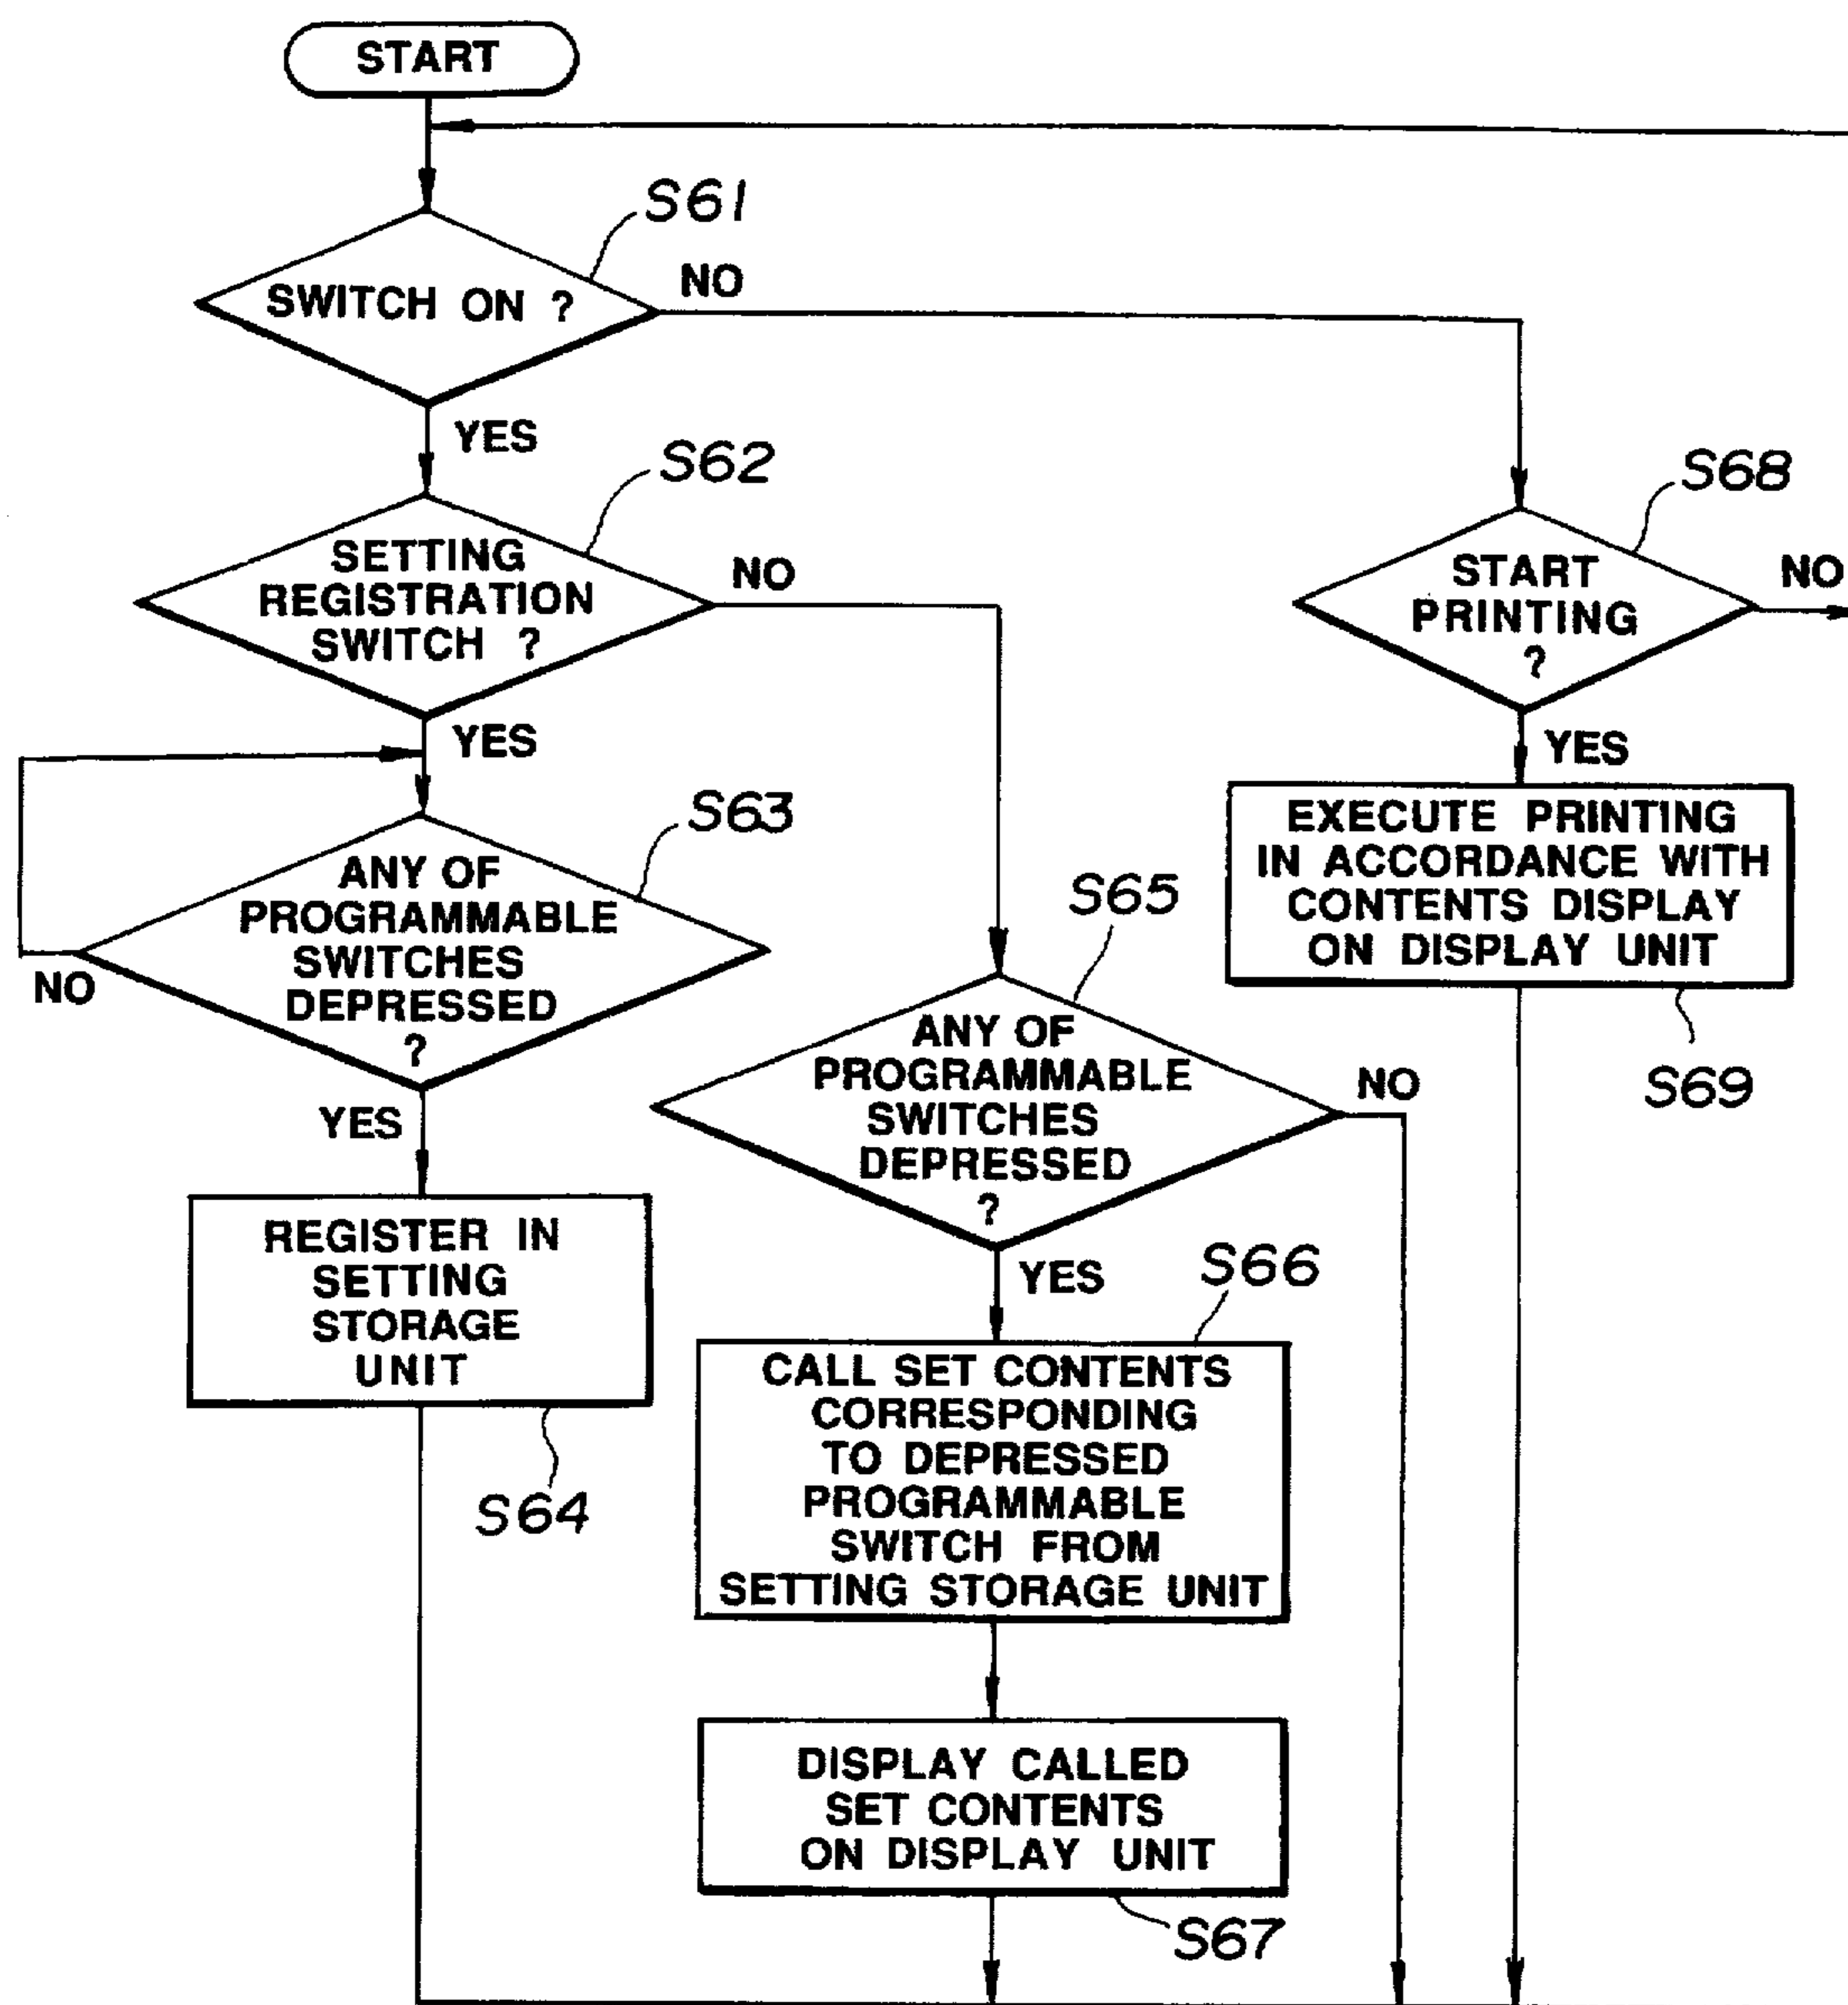 START
S61
SWITCH ON ?
NO
YES
S62
SETTING
REGISTRATION
SWITCH ?
NO
YES
S68
START
PRINTING
?
NO
YES
S63
ANY OF
PROGRAMMABLE
SWITCHES
DEPRESSED
?
NO
YES
EXECUTE PRINTING
IN ACCORDANCE WITH
CONTENTS DISPLAY
ON DISPLAY UNIT
S69
S65
ANY OF
PROGRAMMABLE
SWITCHES
DEPRESSED
?
NO
YES
REGISTER IN
SETTING
STORAGE
UNIT
S64
S66
CALL SET CONTENTS
CORRESPONDING
TO DEPRESSED
PROGRAMMABLE
SWITCH FROM
SETTING STORAGE UNIT
DISPLAY CALLED
SET CONTENTS
ON DISPLAY UNIT
S67